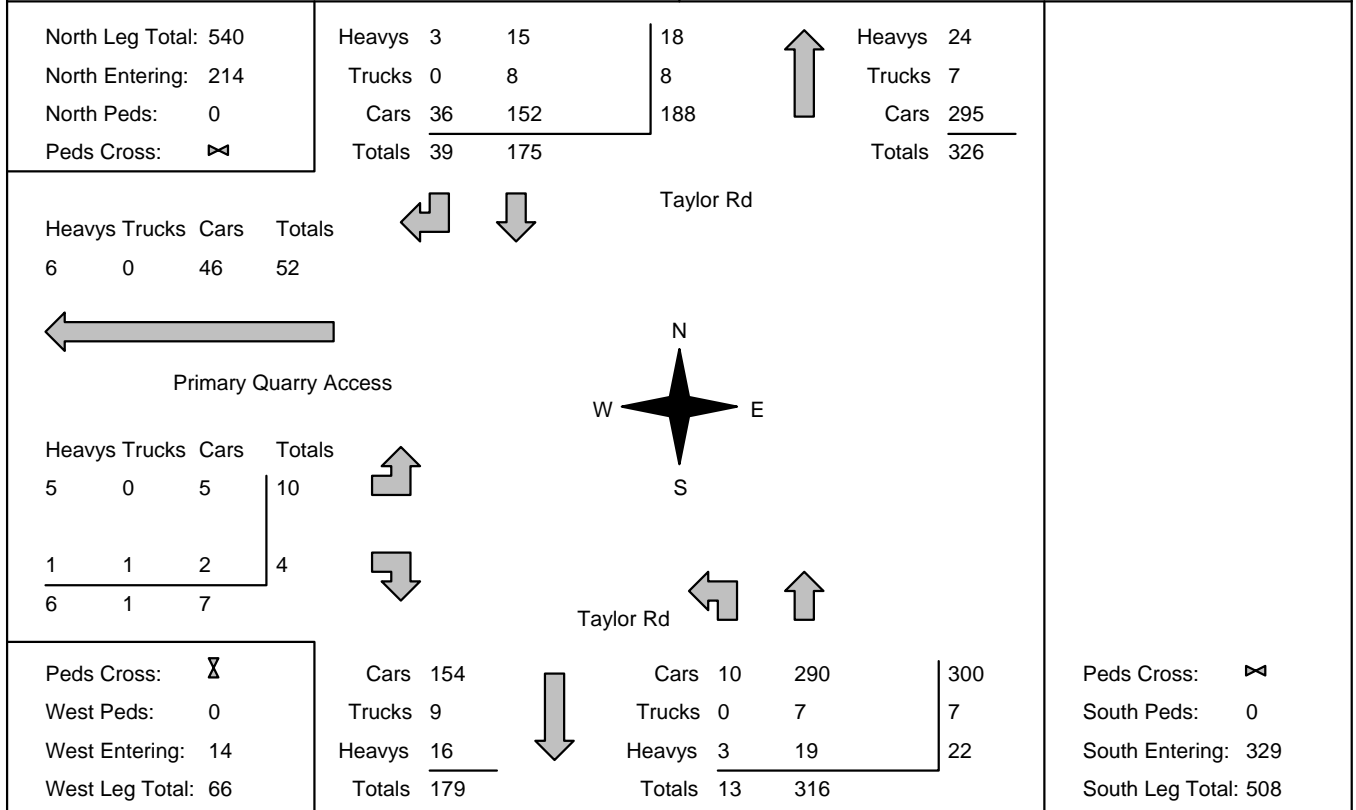 North Leg Total: 540
North Entering: 214
North Peds: 0
Peds Cross:
Heavys 3 15 18
Trucks 0 8 8
Cars 36 152 188
Totals 39 175
Heavys 24
Trucks 7
Cars 295
Totals 326
Taylor Rd
Heavys Trucks Cars Totals
6 0 46 52
Primary Quarry Access
N
W E
S
Heavys Trucks Cars Totals
5 0 5 10
1 1 2 4
6 1 7
Taylor Rd
Peds Cross:
West Peds: 0
West Entering: 14
West Leg Total: 66
Cars 154
Trucks 9
Heavys 16
Totals 179
Cars 10 290 300
Trucks 0 7 7
Heavys 3 19 22
Totals 13 316
Peds Cross:
South Peds: 0
South Entering: 329
South Leg Total: 508